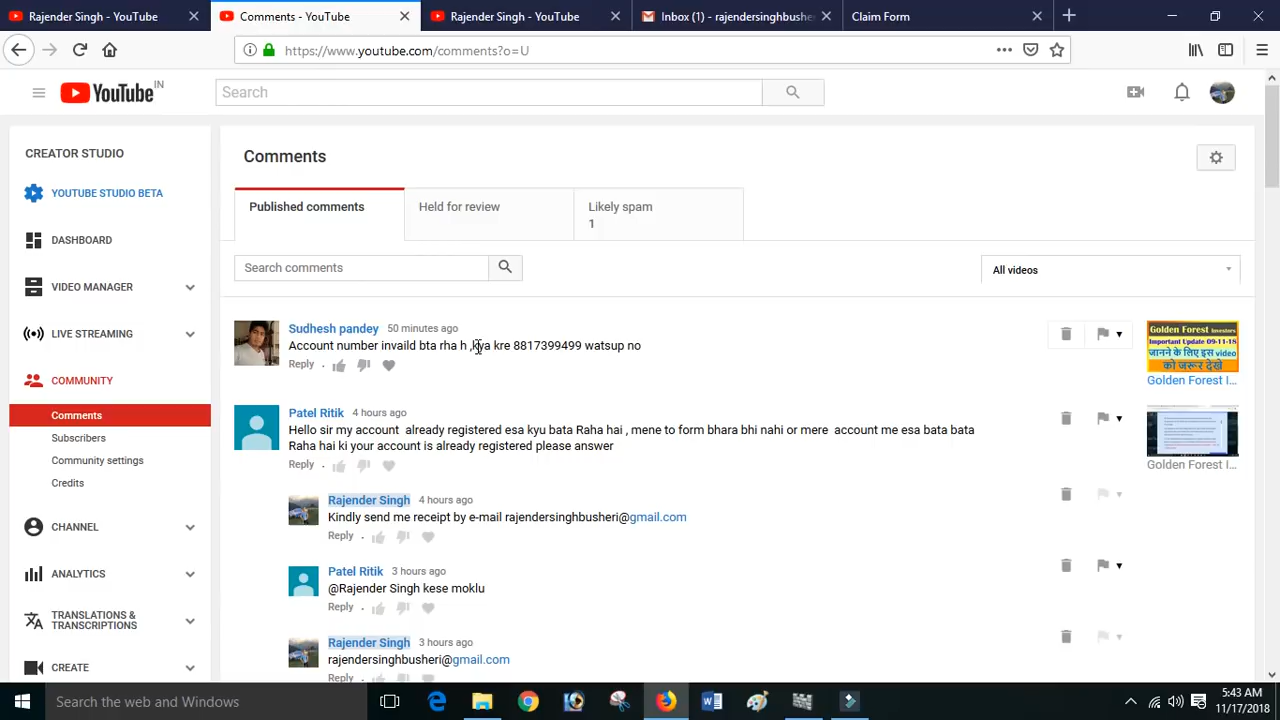 Rajender Singh - YouTube
Comments - YouTube
Rajender Singh - YouTube
Inbox (1) - rajendersinghbushe
Claim Form
https://www.youtube.com/comments?o=U
YouTube IN
Search
CREATOR STUDIO
YOUTUBE STUDIO BETA
DASHBOARD
VIDEO MANAGER
LIVE STREAMING
COMMUNITY
Comments
Subscribers
Community settings
Credits
CHANNEL
ANALYTICS
TRANSLATIONS &
TRANSCRIPTIONS
CREATE
Comments
Published comments
Held for review
Likely spam
1
Search comments
All videos
Sudhesh pandey 50 minutes ago
Account number invaild bta rha h ,kya kre 8817399499 watsup no
Reply .
Golden Forest Investors
Important Update 09-11-18
जानने के लिए इस video
को जरूर देखे
Golden Forest I...
Patel Ritik 4 hours ago
Hello sir my account already registered esa kyu bata Raha hai , mene to form bhara bhi nahi or mere account me esa bata bata
Raha hai ki your account is already registered please answer
Reply .
Golden Forest I...
Rajender Singh 4 hours ago
Kindly send me receipt by e-mail rajendersinghbusheri@gmail.com
Reply .
Patel Ritik 3 hours ago
@Rajender Singh kese moklu
Reply .
Rajender Singh 3 hours ago
rajendersinghbusheri@gmail.com
Reply .
Search the web and Windows
5:43 AM
11/17/2018